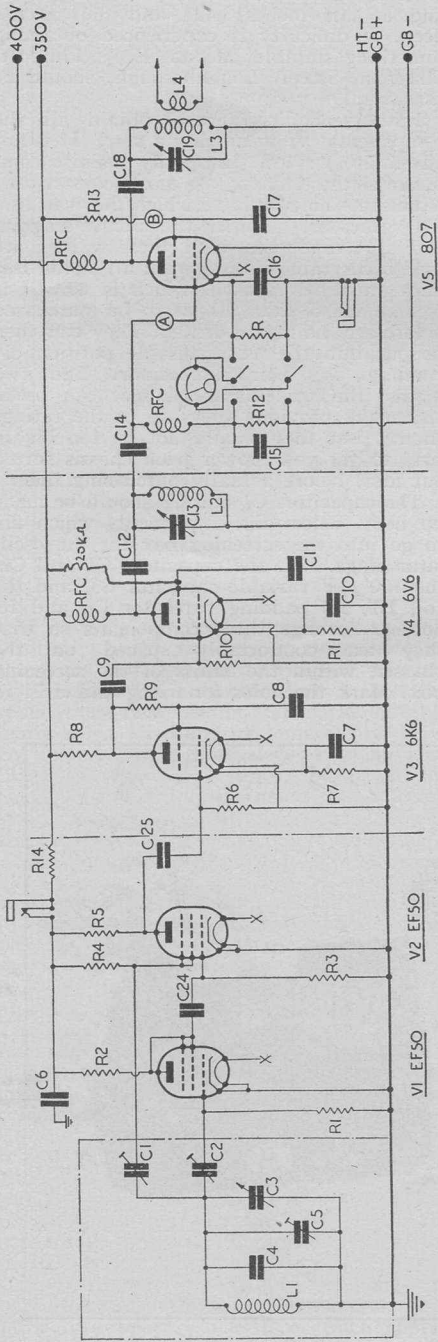 400V
350V
HT-
GB+
GB-
L4
L3
C19
C18
R13
RFC
B
C17
C16
X
V5 807
A
R
RFC
R12
C15
C14
L2
C13
C12
20kΩ
RFC
C11
X
C10
R11
R10
V4 6V6
C9
R9
R8
C8
X
C7
R7
R6
V3 6K6
R14
C25
R5
R4
X
V2 EF50
R3
C24
R2
C6
X
V1 EF50
R1
C1
C2
C3
C5
C4
L1